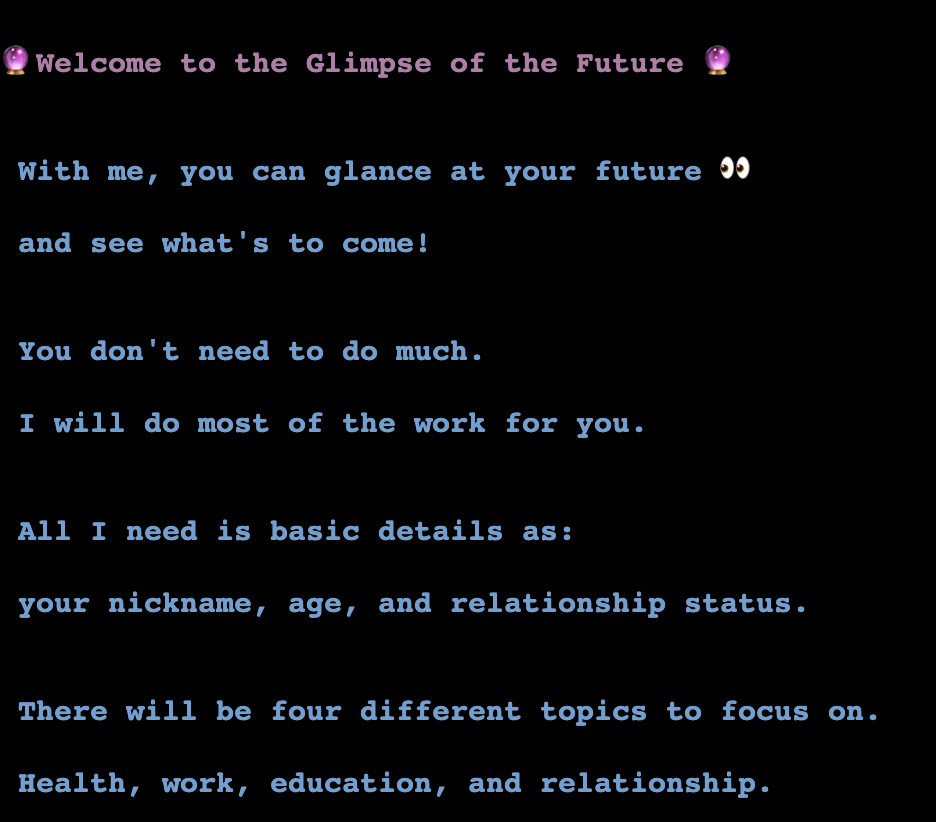 🔮Welcome to the Glimpse of the Future 🔮
With me, you can glance at your future 👀
and see what's to come!
You don't need to do much.
I will do most of the work for you.
All I need is basic details as:
your nickname, age, and relationship status.
There will be four different topics to focus on.
Health, work, education, and relationship.